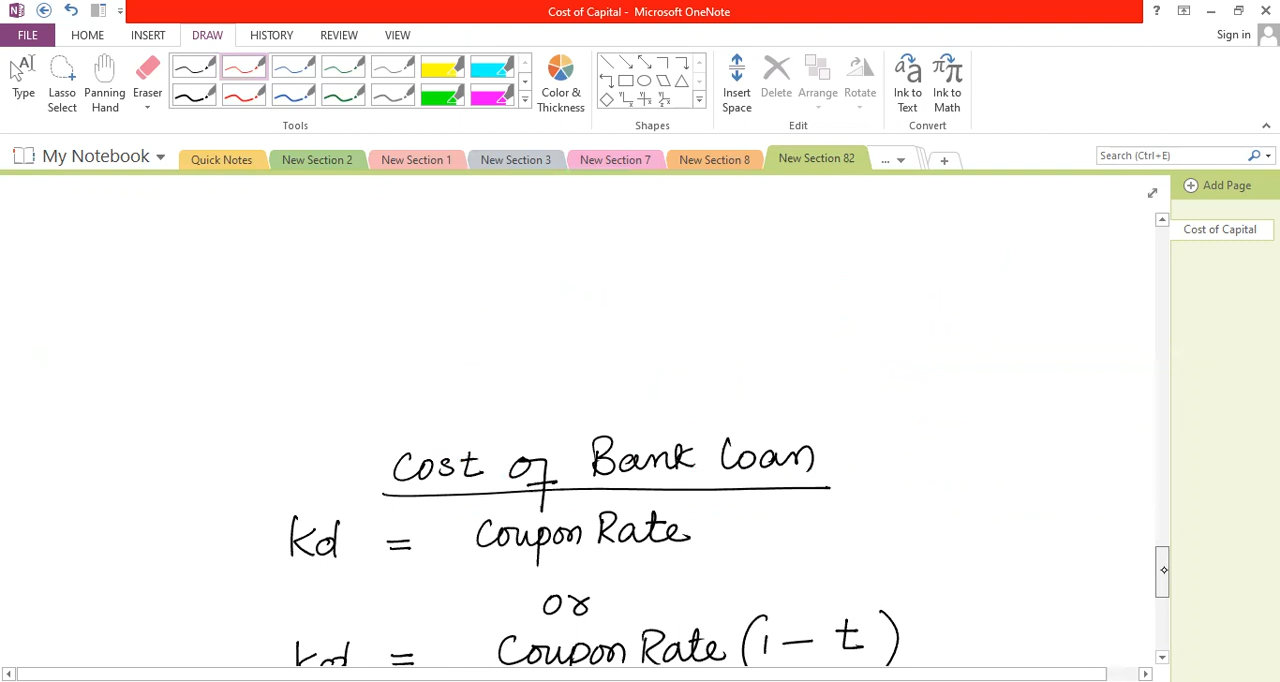 Cost of Capital - Microsoft OneNote
?
FILE HOME INSERT DRAW HISTORY REVIEW VIEW Sign in
Type Lasso Select Panning Hand Eraser Color & Thickness Insert Space Delete Arrange Rotate Ink to Text Ink to Math
Tools Shapes Edit Convert
My Notebook Quick Notes New Section 2 New Section 1 New Section 3 New Section 7 New Section 8 New Section 82 ... + Search (Ctrl+E)
Add Page
Cost of Capital
Cost of Bank Loan
Kd = Coupon Rate
or
Kd = Coupon Rate (1 - t)